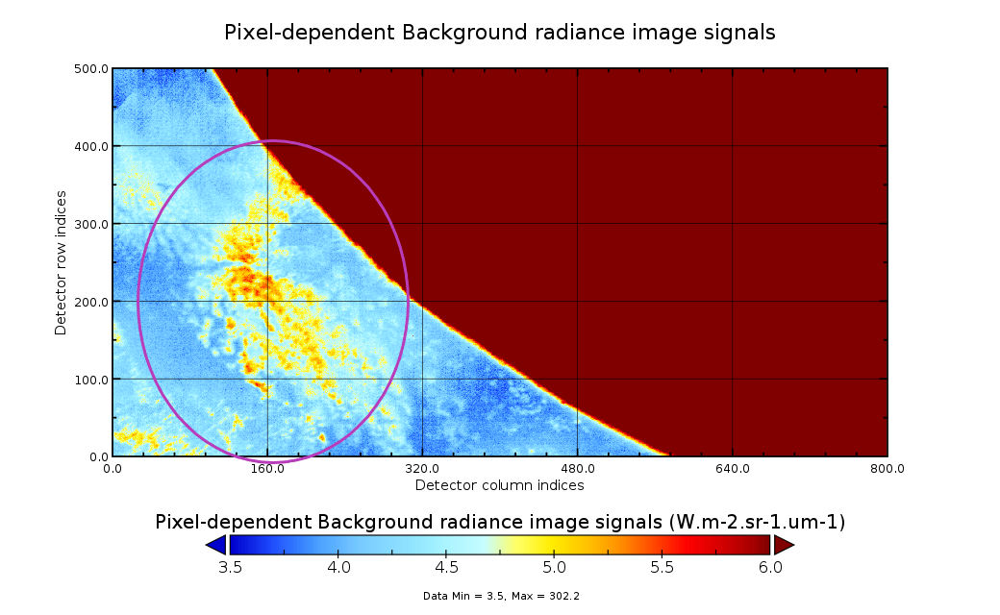 Pixel-dependent Background radiance image signals
500.0
400.0
300.0
200.0
100.0
0.0
Detector row indices
0.0 160.0 320.0 480.0 640.0 800.0
Detector column indices
Pixel-dependent Background radiance image signals (W.m-2.sr-1.um-1)
3.5 4.0 4.5 5.0 5.5 6.0
Data Min = 3.5, Max = 302.2